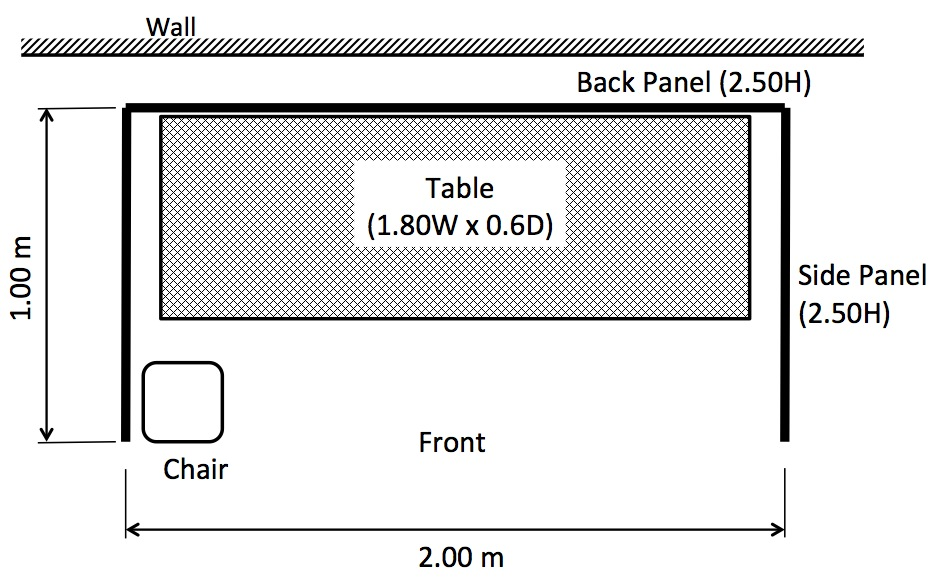 Wall
Back Panel (2.50H)
Table
(1.80W x 0.6D)
1.00 m
Side Panel
(2.50H)
Front
Chair
2.00 m